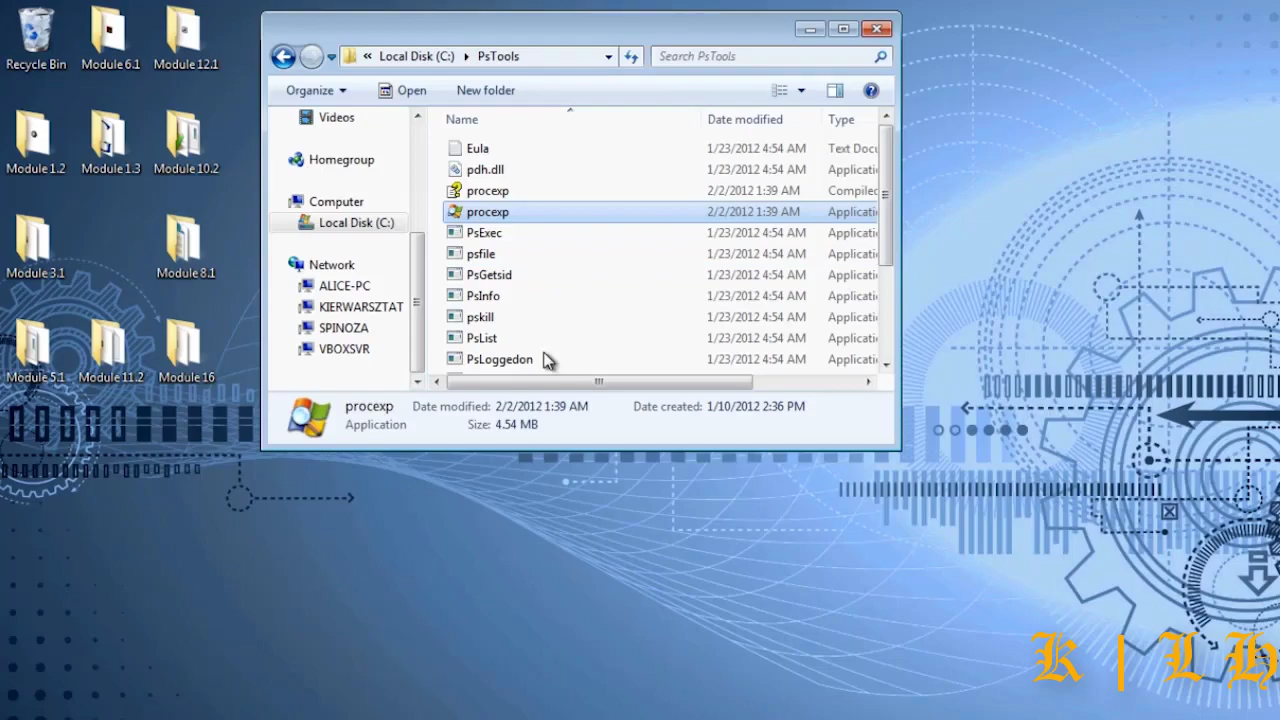 Recycle Bin
Module 6.1
Module 12.1
Module 1.2
Module 1.3
Module 10.2
Module 3.1
Module 8.1
Module 5.1
Module 11.2
Module 16
« Local Disk (C:) PsTools
Search PsTools
Organize
Open
New folder
Videos
Homegroup
Computer
Local Disk (C:)
Network
ALICE-PC
KIERWARSZTAT
SPINOZA
VBOXSVR
Name Date modified Type
Eula 1/23/2012 4:54 AM Text Docu
pdh.dll 1/23/2012 4:54 AM Applicatio
procexp 2/2/2012 1:39 AM Compiled
procexp 2/2/2012 1:39 AM Applicatio
PsExec 1/23/2012 4:54 AM Applicatio
psfile 1/23/2012 4:54 AM Applicatio
PsGetsid 1/23/2012 4:54 AM Applicatio
PsInfo 1/23/2012 4:54 AM Applicatio
pskill 1/23/2012 4:54 AM Applicatio
PsList 1/23/2012 4:54 AM Applicatio
PsLoggedon 1/23/2012 4:54 AM Applicatio
procexp Date modified: 2/2/2012 1:39 AM Date created: 1/10/2012 2:36 PM
Application Size: 4.54 MB
K | L H